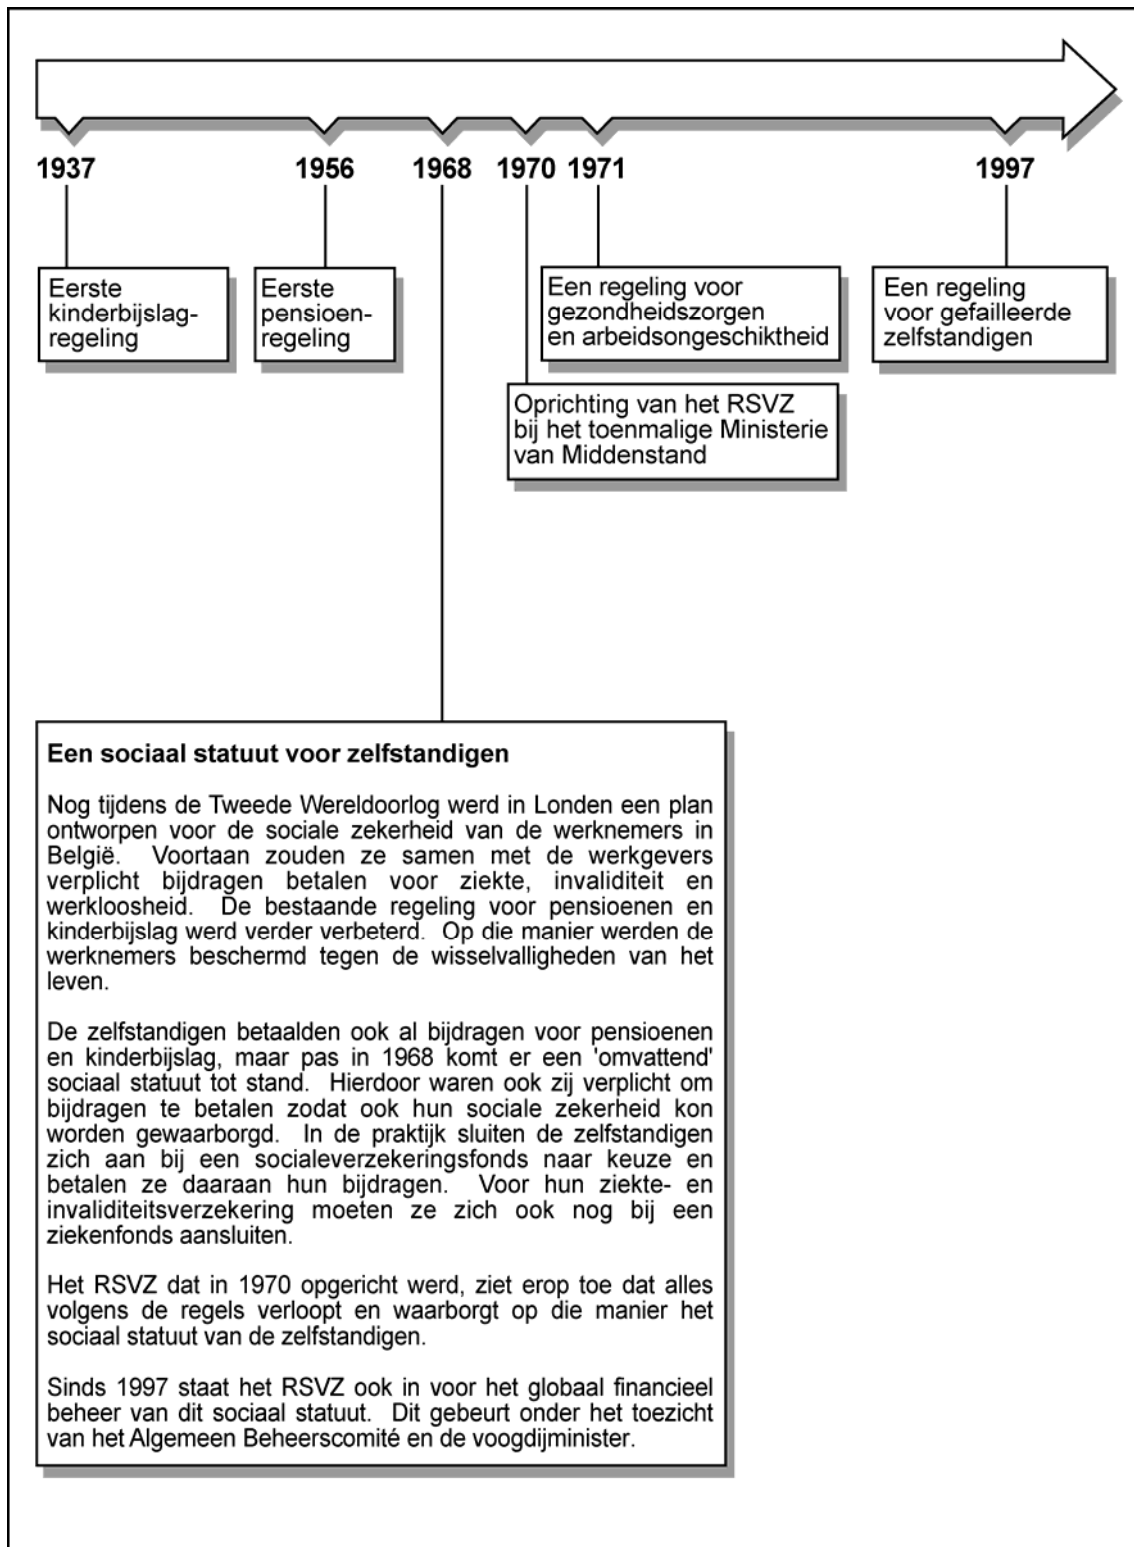 1937 1956 1968 1970 1971 1997
Eerste
kinderbijslag-
regeling
Eerste
pensioen-
regeling
Een regeling voor
gezondheidszorgen
en arbeidsongeschiktheid
Een regeling
voor gefailleerde
zelfstandigen
Oprichting van het RSVZ
bij het toenmalige Ministerie
van Middenstand
Een sociaal statuut voor zelfstandigen
Nog tijdens de Tweede Wereldoorlog werd in Londen een plan
ontworpen voor de sociale zekerheid van de werknemers in
België. Voortaan zouden ze samen met de werkgevers
verplicht bijdragen betalen voor ziekte, invaliditeit en
werkloosheid. De bestaande regeling voor pensioenen en
kinderbijslag werd verder verbeterd. Op die manier werden de
werknemers beschermd tegen de wisselvalligheden van het
leven.
De zelfstandigen betaalden ook al bijdragen voor pensioenen
en kinderbijslag, maar pas in 1968 komt er een 'omvattend'
sociaal statuut tot stand. Hierdoor waren ook zij verplicht om
bijdragen te betalen zodat ook hun sociale zekerheid kon
worden gewaarborgd. In de praktijk sluiten de zelfstandigen
zich aan bij een socialeverzekeringsfonds naar keuze en
betalen ze daaraan hun bijdragen. Voor hun ziekte- en
invaliditeitsverzekering moeten ze zich ook nog bij een
ziekenfonds aansluiten.
Het RSVZ dat in 1970 opgericht werd, ziet erop toe dat alles
volgens de regels verloopt en waarborgt op die manier het
sociaal statuut van de zelfstandigen.
Sinds 1997 staat het RSVZ ook in voor het globaal financieel
beheer van dit sociaal statuut. Dit gebeurt onder het toezicht
van het Algemeen Beheerscomité en de voogdijminister.